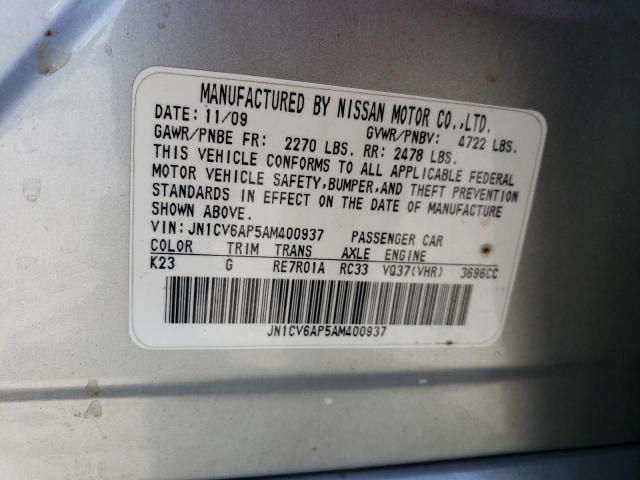 MANUFACTURED BY NISSAN MOTOR CO.,LTD.
DATE: 11/09 GVWR/PNBV: 4722 LBS.
GAWR/PNBE FR: 2270 LBS. RR: 2478 LBS.
THIS VEHICLE CONFORMS TO ALL APPLICABLE FEDERAL
MOTOR VEHICLE SAFETY,BUMPER,AND THEFT PREVENTION
STANDARDS IN EFFECT ON THE DATE OF MANUFACTURE
SHOWN ABOVE.
VIN: JN1CV6AP5AM400937 PASSENGER CAR
COLOR TRIM TRANS AXLE ENGINE
K23 G RE7R01A RC33 VQ37(VHR) 3696CC
JN1CV6AP5AM400937